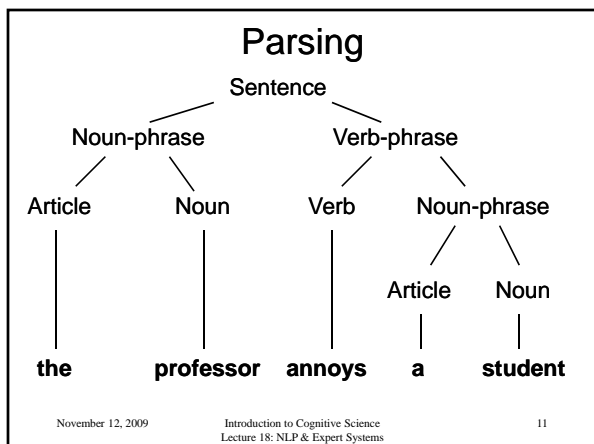 Parsing
Sentence
Noun-phrase Verb-phrase
Article Noun Verb Noun-phrase
Article Noun
the professor annoys a student
November 12, 2009 Introduction to Cognitive Science 11
Lecture 18: NLP & Expert Systems